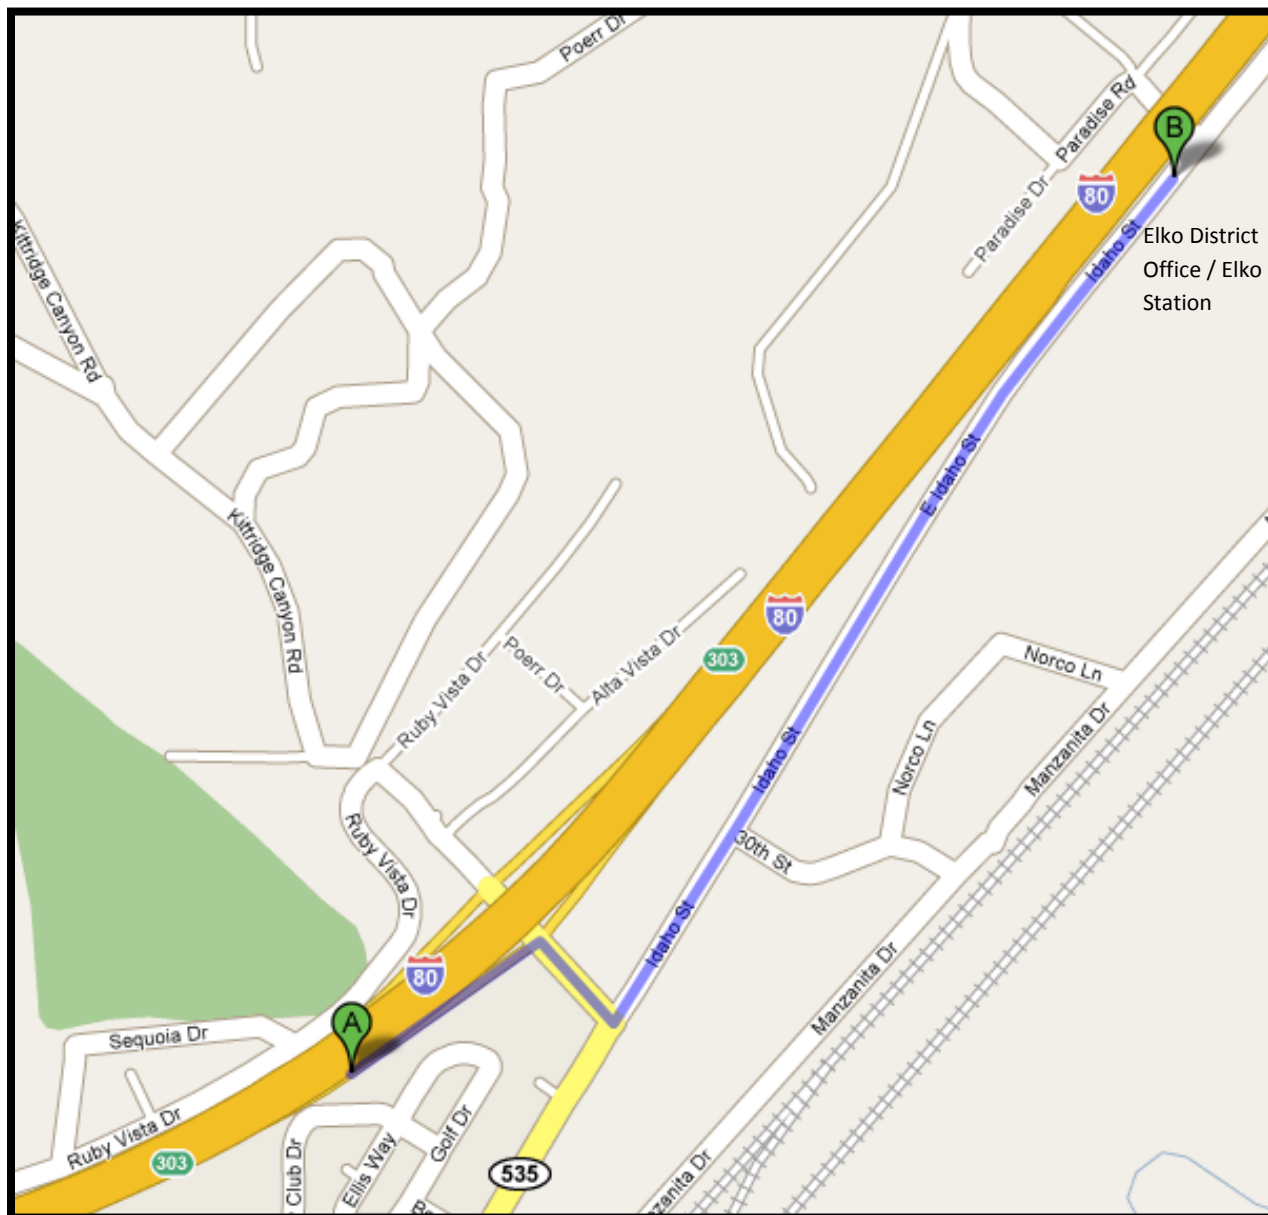 Poerr Dr
Paradise Rd
B
80
Paradise Dr
Idaho St
Elko District
Office / Elko
Station
Kittridge Canyon Rd
E Idaho St
Kittridge Canyon Rd
80
303
Norco Ln
Poerr Dr
Alta Vista Dr
Ruby Vista Dr
Manzanita Dr
Idaho St
Norco Ln
30th St
Ruby Vista Dr
Idaho St
80
Manzanita Dr
A
Sequoia Dr
Ruby Vista Dr
303
Golf Dr
Ellis Way
Club Dr
535
Manzanita Dr